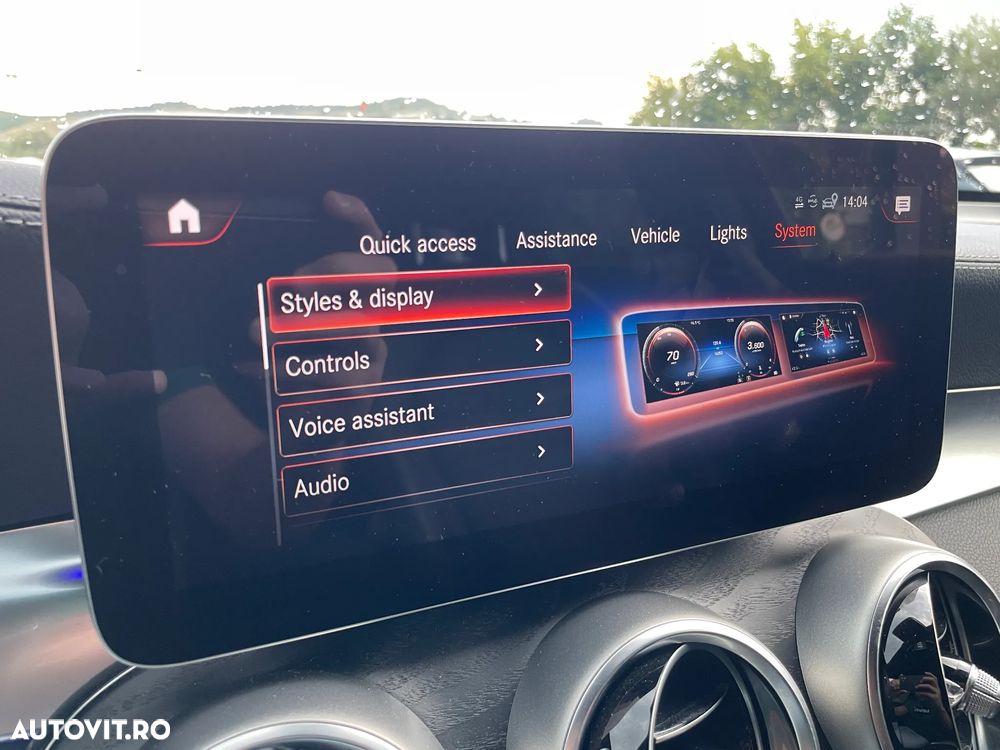 4G 14:04
Quick access Assistance Vehicle Lights System
Styles & display
Controls
Voice assistant
Audio
70
3.600
AUTOVIT.RO